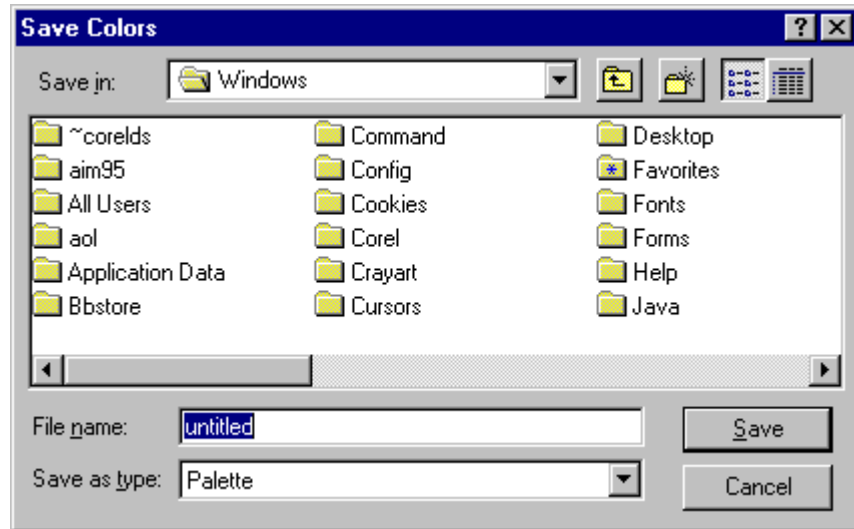 Save Colors
Save in: Windows
~corelds Command Desktop
aim95 Config Favorites
All Users Cookies Fonts
aol Corel Forms
Application Data Crayart Help
Bbstore Cursors Java
File name: untitled Save
Save as type: Palette Cancel